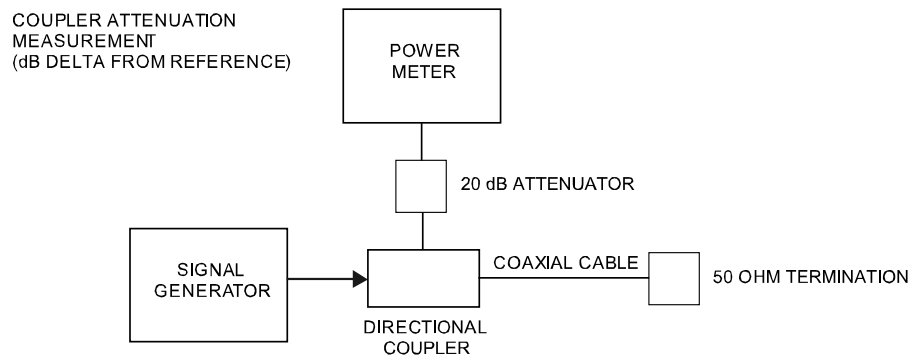 COUPLER ATTENUATION
MEASUREMENT
(dB DELTA FROM REFERENCE)
POWER
METER
20 dB ATTENUATOR
SIGNAL
GENERATOR
COAXIAL CABLE
50 OHM TERMINATION
DIRECTIONAL
COUPLER